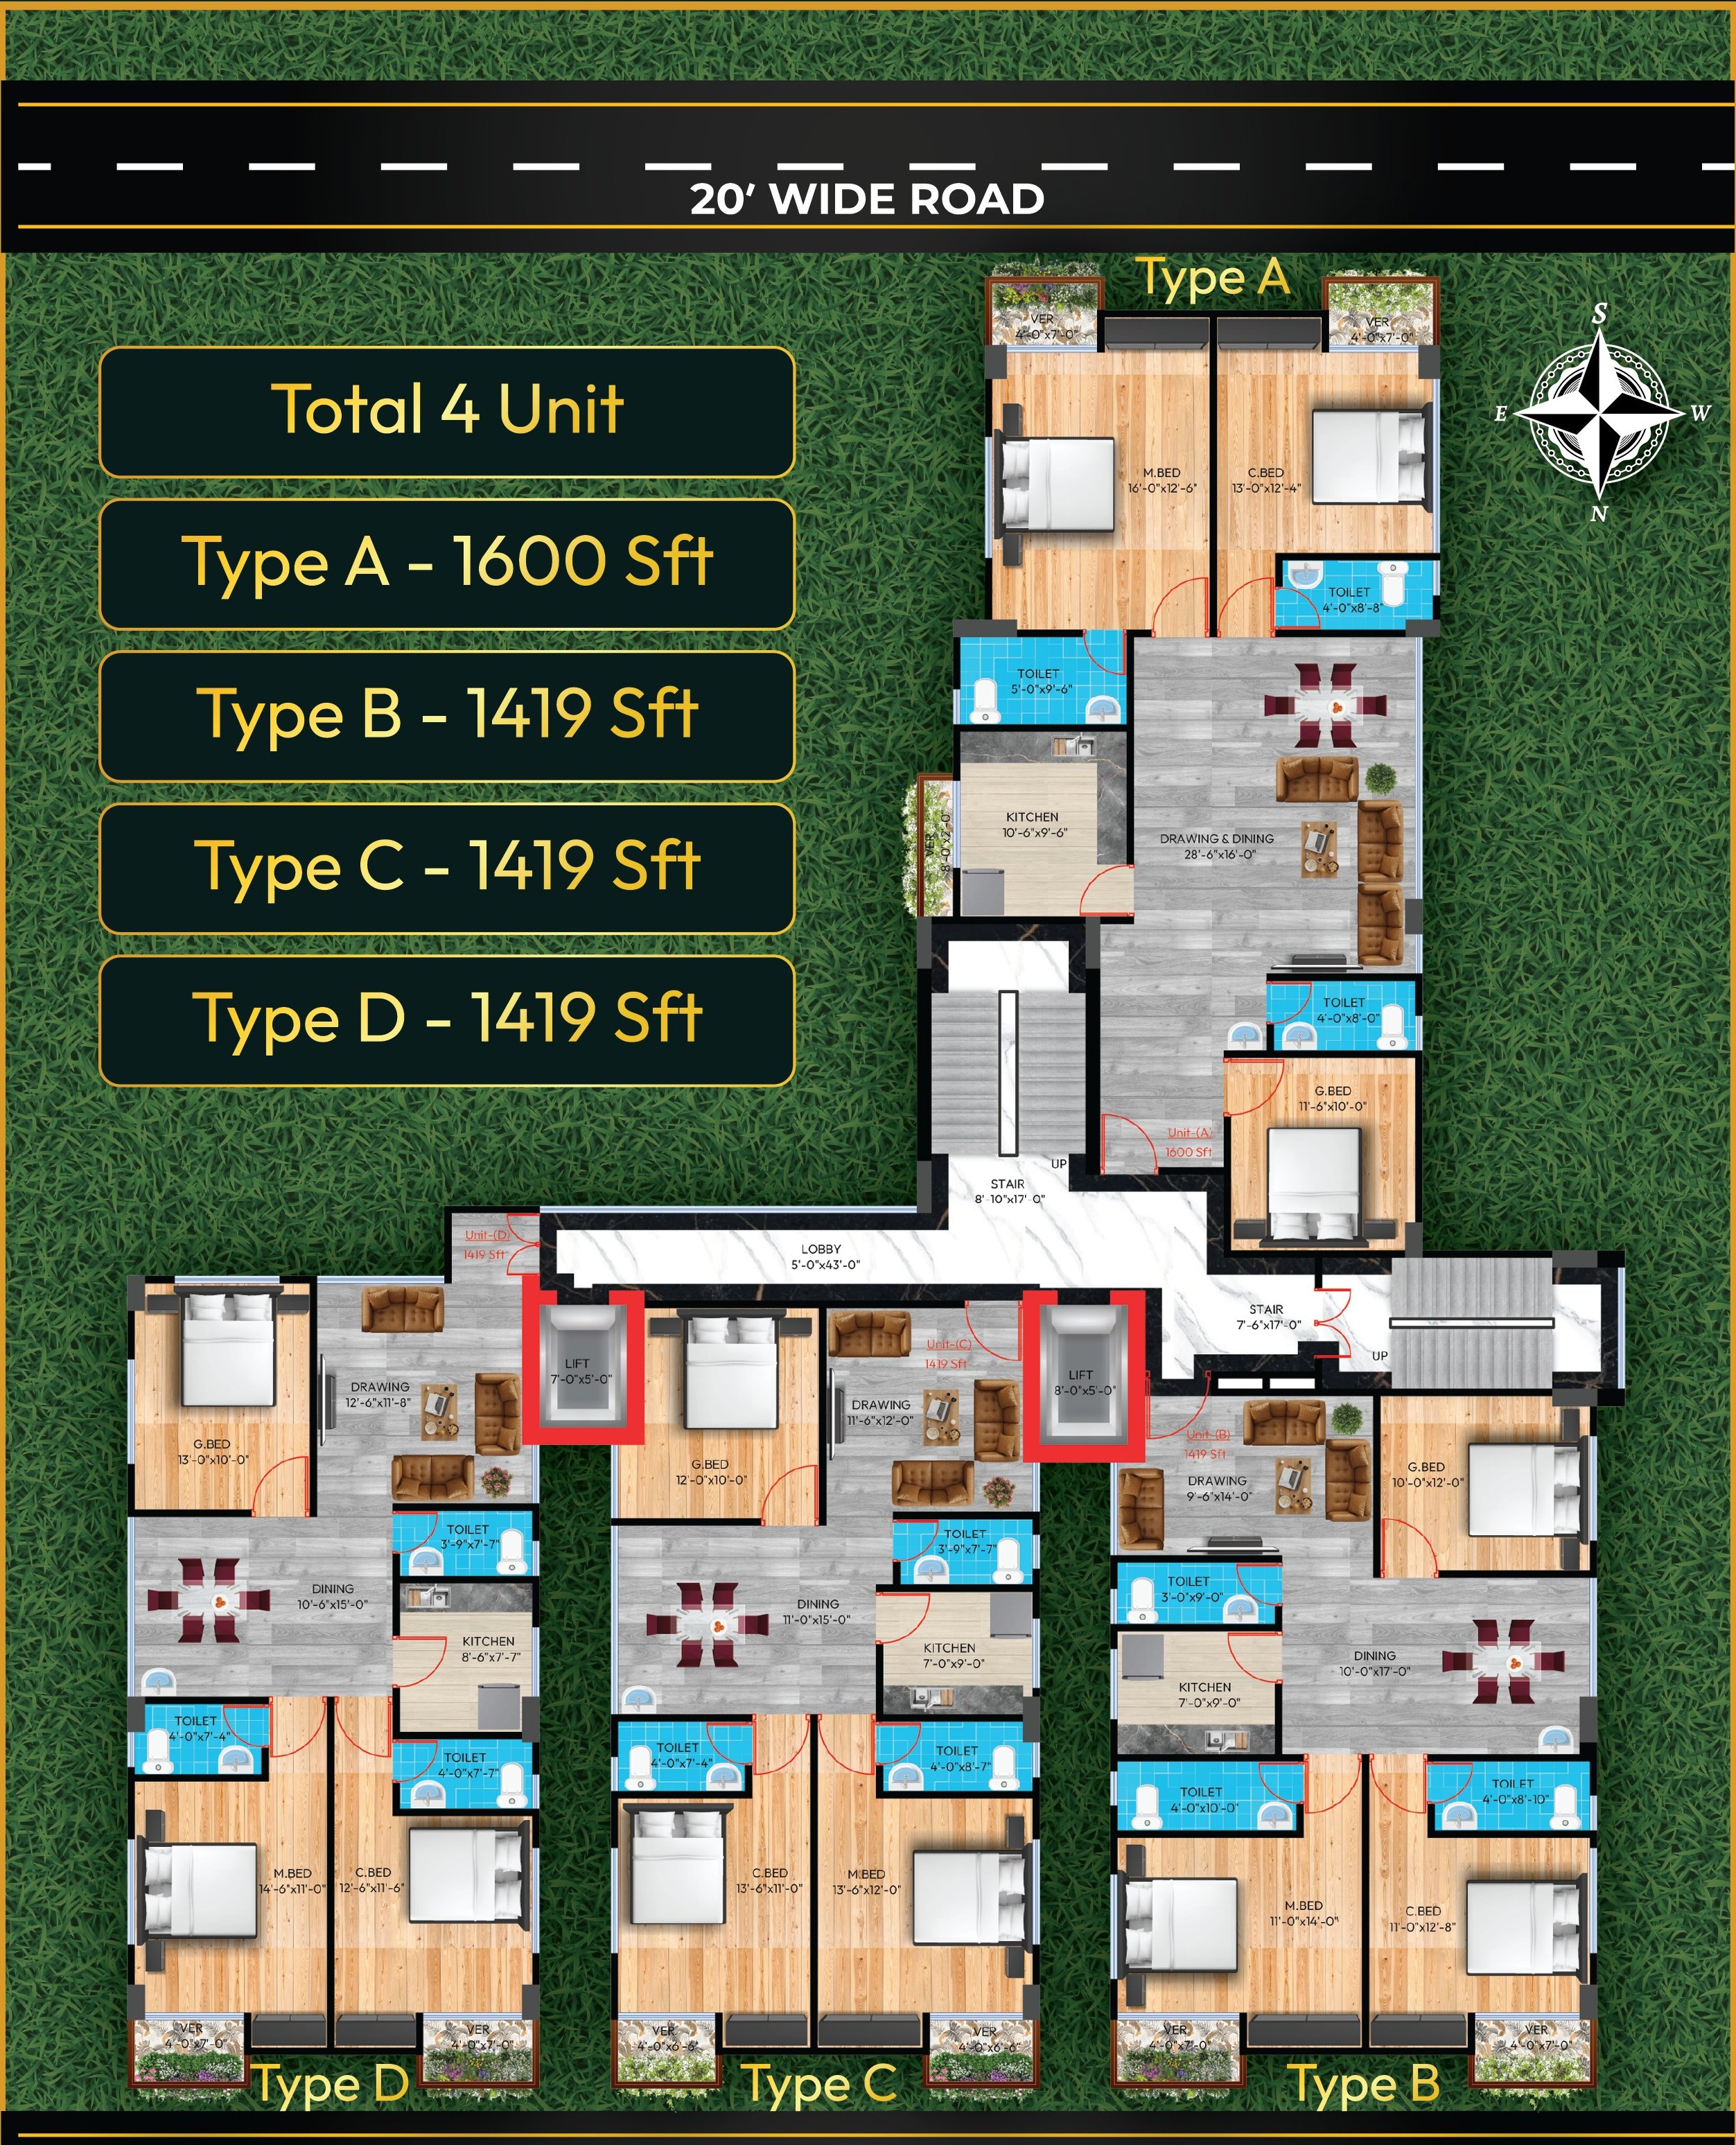 20′ WIDE ROAD
Type A
VER
4'-0"x7'-0"
VER
4'-0"x7'-0"
S
E
W
N
Total 4 Unit
Type A - 1600 Sft
Type B - 1419 Sft
Type C - 1419 Sft
Type D - 1419 Sft
M.BED
16'-0"x12'-6"
C.BED
13'-0"x12'-4"
TOILET
4'-0"x8'-8"
TOILET
5'-0"x9'-6"
KITCHEN
10'-6"x9'-6"
VER
8'-0"x2'-0"
DRAWING & DINING
28'-6"x16'-0"
TOILET
4'-0"x8'-0"
G.BED
11'-6"x10'-0"
Unit-(A)
1600 Sft
UP
STAIR
8'-10"x17'-0"
LOBBY
5'-0"x43'-0"
STAIR
7'-6"x17'-0"
UP
Unit-(D)
1419 Sft
LIFT
7'-0"x5'-0"
DRAWING
12'-6"x11'-8"
G.BED
13'-0"x10'-0"
TOILET
3'-9"x7'-7"
DINING
10'-6"x15'-0"
KITCHEN
8'-6"x7'-7"
TOILET
4'-0"x7'-4"
TOILET
4'-0"x7'-7"
M.BED
14'-6"x11'-0"
C.BED
12'-6"x11'-6"
VER
4'-0"x7'-0"
VER
4'-0"x7'-0"
Type D
Unit-(C)
1419 Sft
LIFT
8'-0"x5'-0"
DRAWING
11'-6"x12'-0"
G.BED
12'-0"x10'-0"
TOILET
3'-9"x7'-7"
DINING
11'-0"x15'-0"
KITCHEN
7'-0"x9'-0"
TOILET
4'-0"x7'-4"
TOILET
4'-0"x8'-7"
C.BED
13'-6"x11'-0"
M.BED
13'-6"x12'-0"
VER
4'-0"x6'-6"
VER
4'-0"x6'-6"
Type C
Unit-(B)
1419 Sft
DRAWING
9'-6"x14'-0"
G.BED
10'-0"x12'-0"
TOILET
3'-0"x9'-0"
DINING
10'-0"x17'-0"
KITCHEN
7'-0"x9'-0"
TOILET
4'-0"x10'-0"
TOILET
4'-0"x8'-10"
M.BED
11'-0"x14'-0"
C.BED
11'-0"x12'-8"
VER
4'-0"x7'-0"
VER
4'-0"x7'-0"
Type B